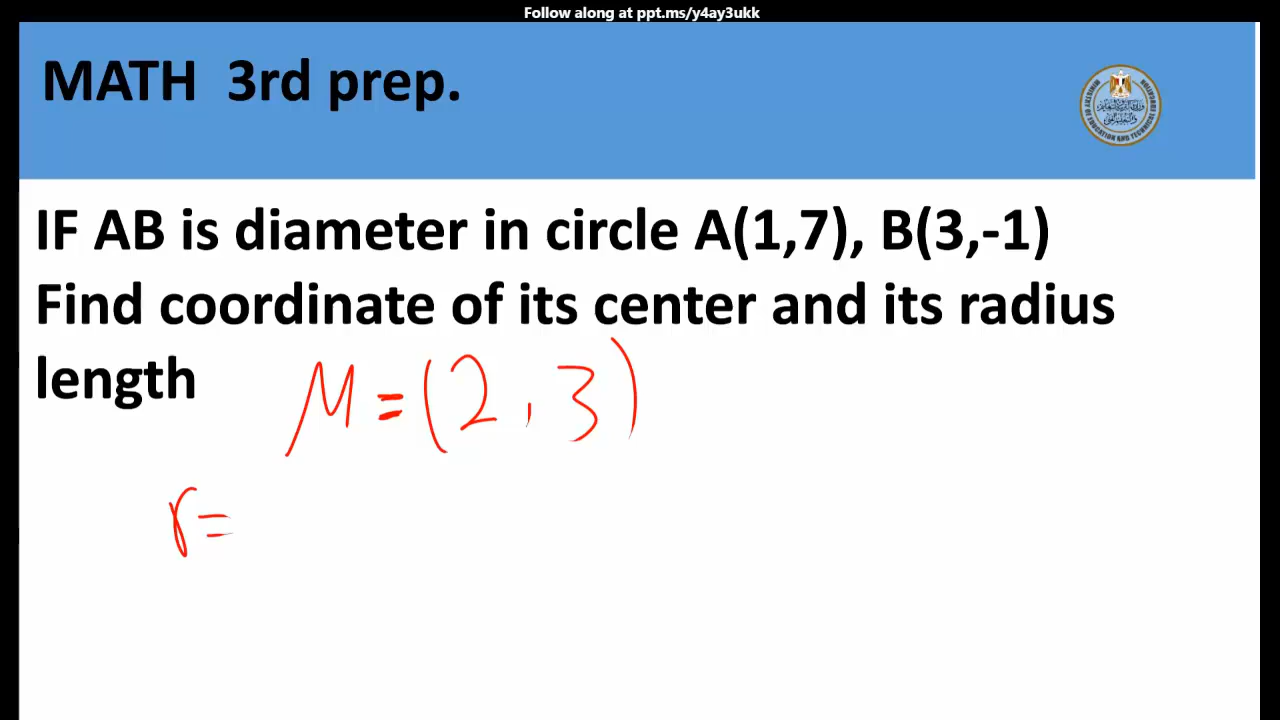 Follow along at ppt.ms/y4ay3ukk
MATH 3rd prep.
IF AB is diameter in circle A(1,7), B(3,-1)
Find coordinate of its center and its radius
length
M = (2 , 3)
r =